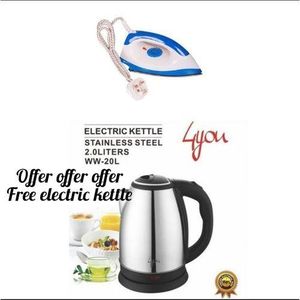 ELECTRIC KETTLE
STAINLESS STEEL
2.0LITERS
WW-20L
4you
Offer offer offer
Free electric kettle